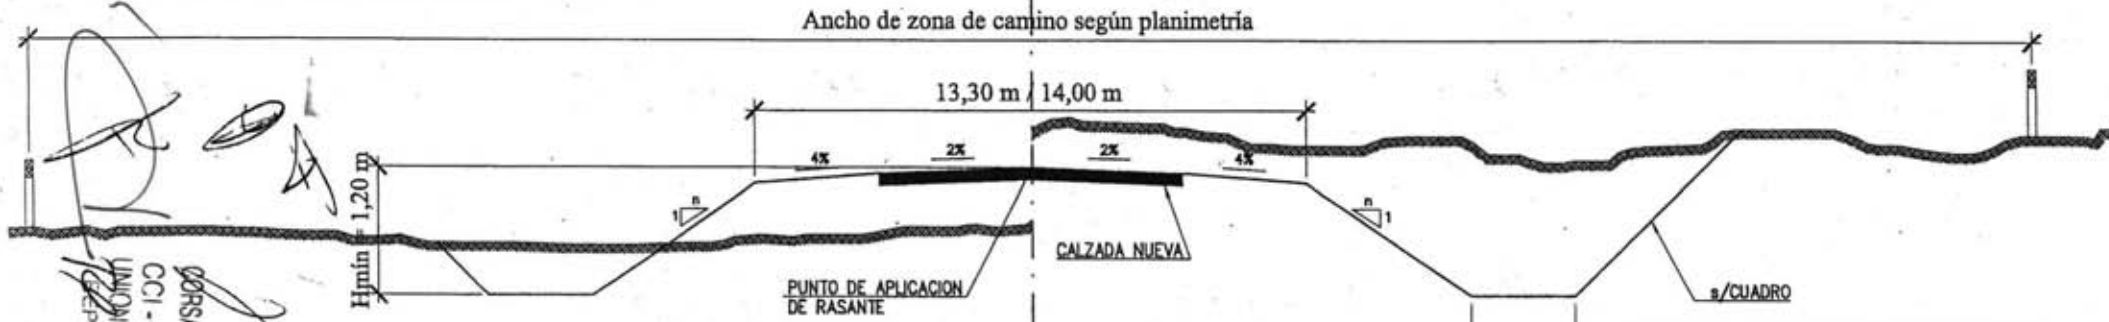 Ancho de zona de camino según planimetría
13,30 m / 14,00 m
4%
2%
2%
4%
Hmín = 1,20 m
n
1
n
1
CALZADA NUEVA
PUNTO DE APLICACION
DE RASANTE
s/CUADRO
CCI -